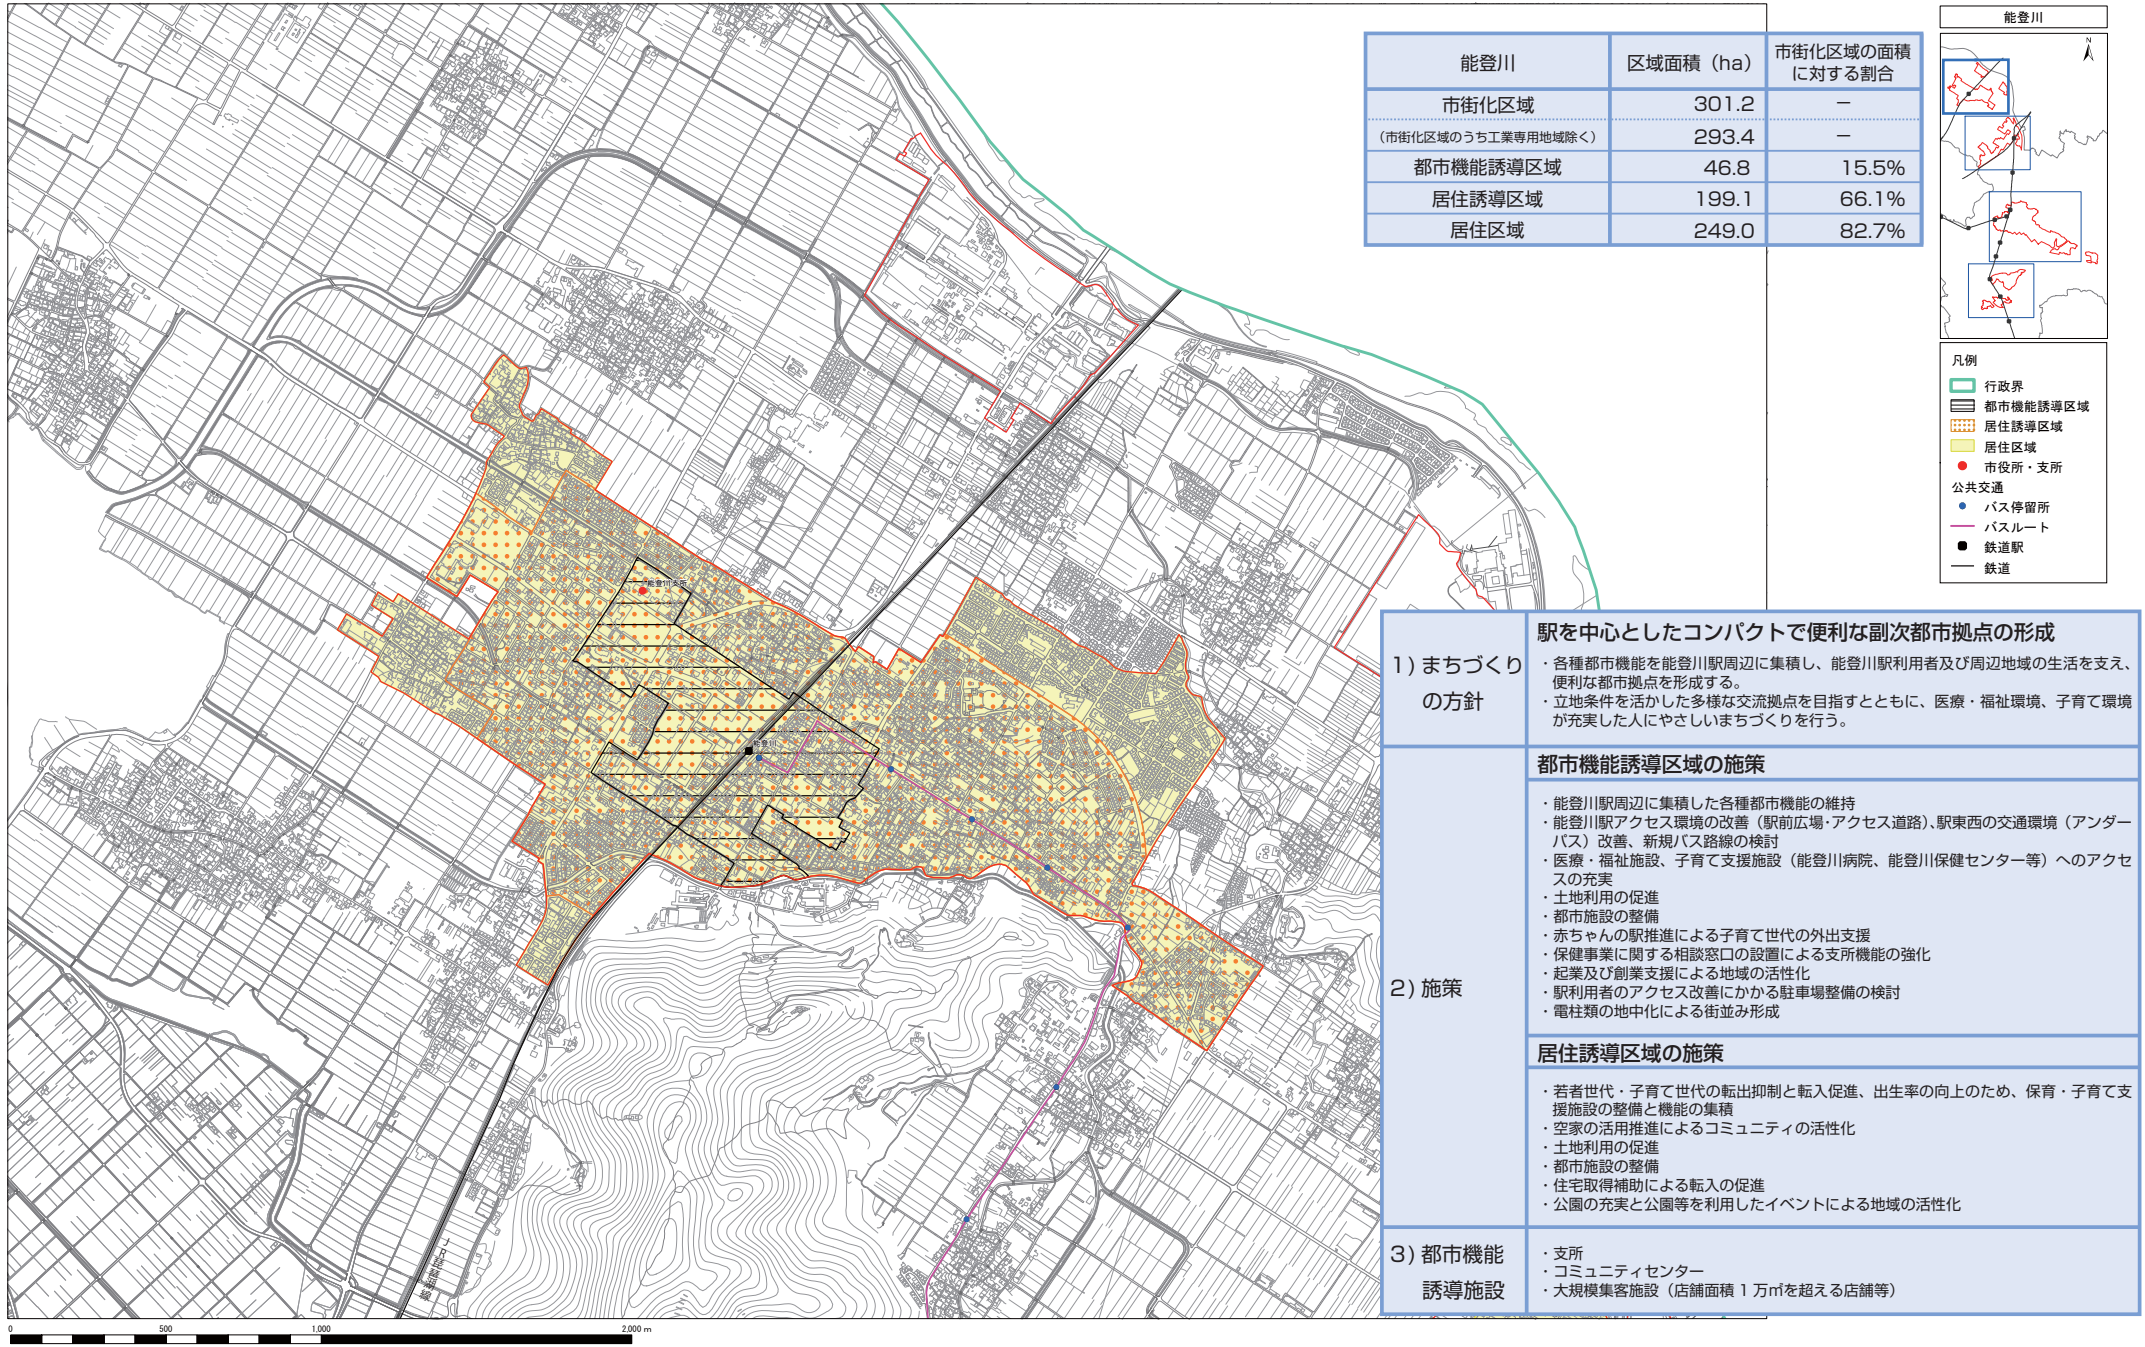 能登川
N
能登川
区域面積（ha）
市街化区域の面積
に対する割合
市街化区域
301.2
－
（市街化区域のうち工業専用地域除く）
293.4
－
都市機能誘導区域
46.8
15.5%
居住誘導区域
199.1
66.1%
居住区域
249.0
82.7%
凡例
行政界
都市機能誘導区域
居住誘導区域
居住区域
市役所・支所
公共交通
バス停留所
バスルート
鉄道駅
鉄道
能登川支所
能登川
1）まちづくり
の方針
駅を中心としたコンパクトで便利な副次都市拠点の形成
・各種都市機能を能登川駅周辺に集積し、能登川駅利用者及び周辺地域の生活を支え、
便利な都市拠点を形成する。
・立地条件を活かした多様な交流拠点を目指すとともに、医療・福祉環境、子育て環境
が充実した人にやさしいまちづくりを行う。
2）施策
都市機能誘導区域の施策
・能登川駅周辺に集積した各種都市機能の維持
・能登川駅アクセス環境の改善（駅前広場・アクセス道路）、駅東西の交通環境（アンダー
パス）改善、新規バス路線の検討
・医療・福祉施設、子育て支援施設（能登川病院、能登川保健センター等）へのアクセ
スの充実
・土地利用の促進
・都市施設の整備
・赤ちゃんの駅推進による子育て世代の外出支援
・保健事業に関する相談窓口の設置による支所機能の強化
・起業及び創業支援による地域の活性化
・駅利用者のアクセス改善にかかる駐車場整備の検討
・電柱類の地中化による街並み形成
居住誘導区域の施策
・若者世代・子育て世代の転出抑制と転入促進、出生率の向上のため、保育・子育て支
援施設の整備と機能の集積
・空家の活用推進によるコミュニティの活性化
・土地利用の促進
・都市施設の整備
・住宅取得補助による転入の促進
・公園の充実と公園等を利用したイベントによる地域の活性化
3）都市機能
誘導施設
・支所
・コミュニティセンター
・大規模集客施設（店舗面積 1 万㎡を超える店舗等）
0 500 1,000 2,000 m